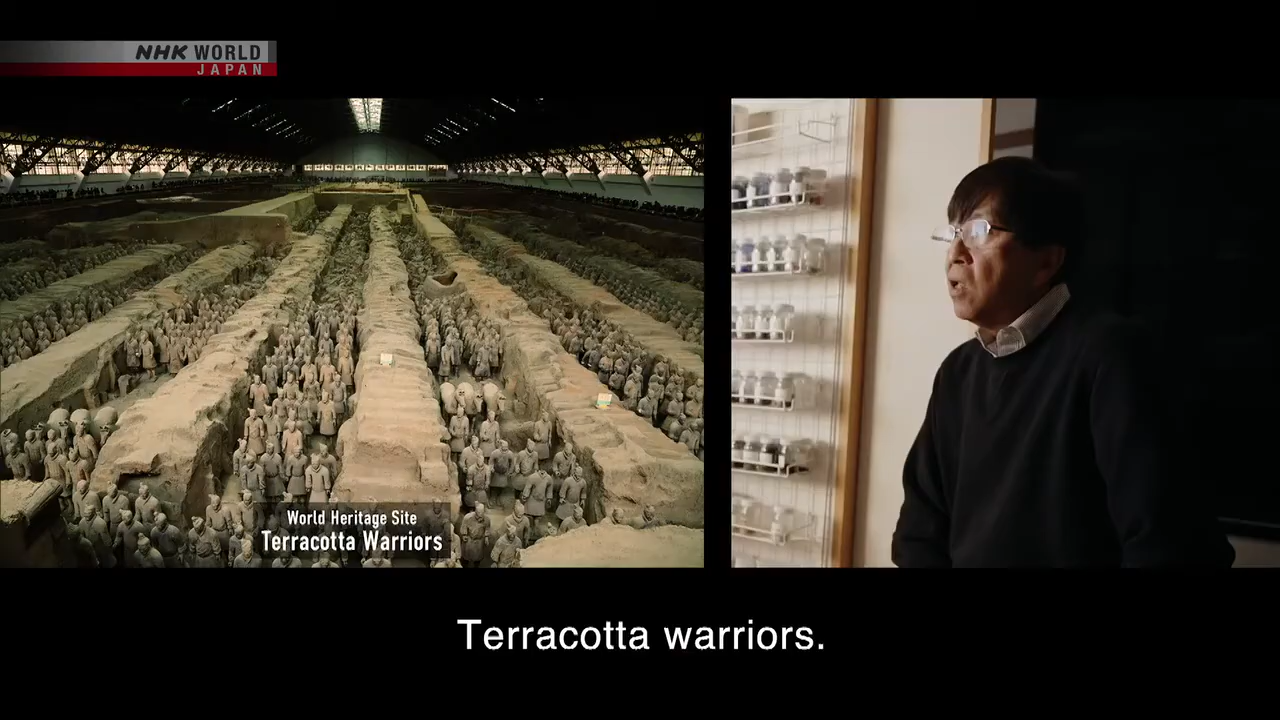 NHK WORLD
JAPAN
World Heritage Site
Terracotta Warriors
Terracotta warriors.